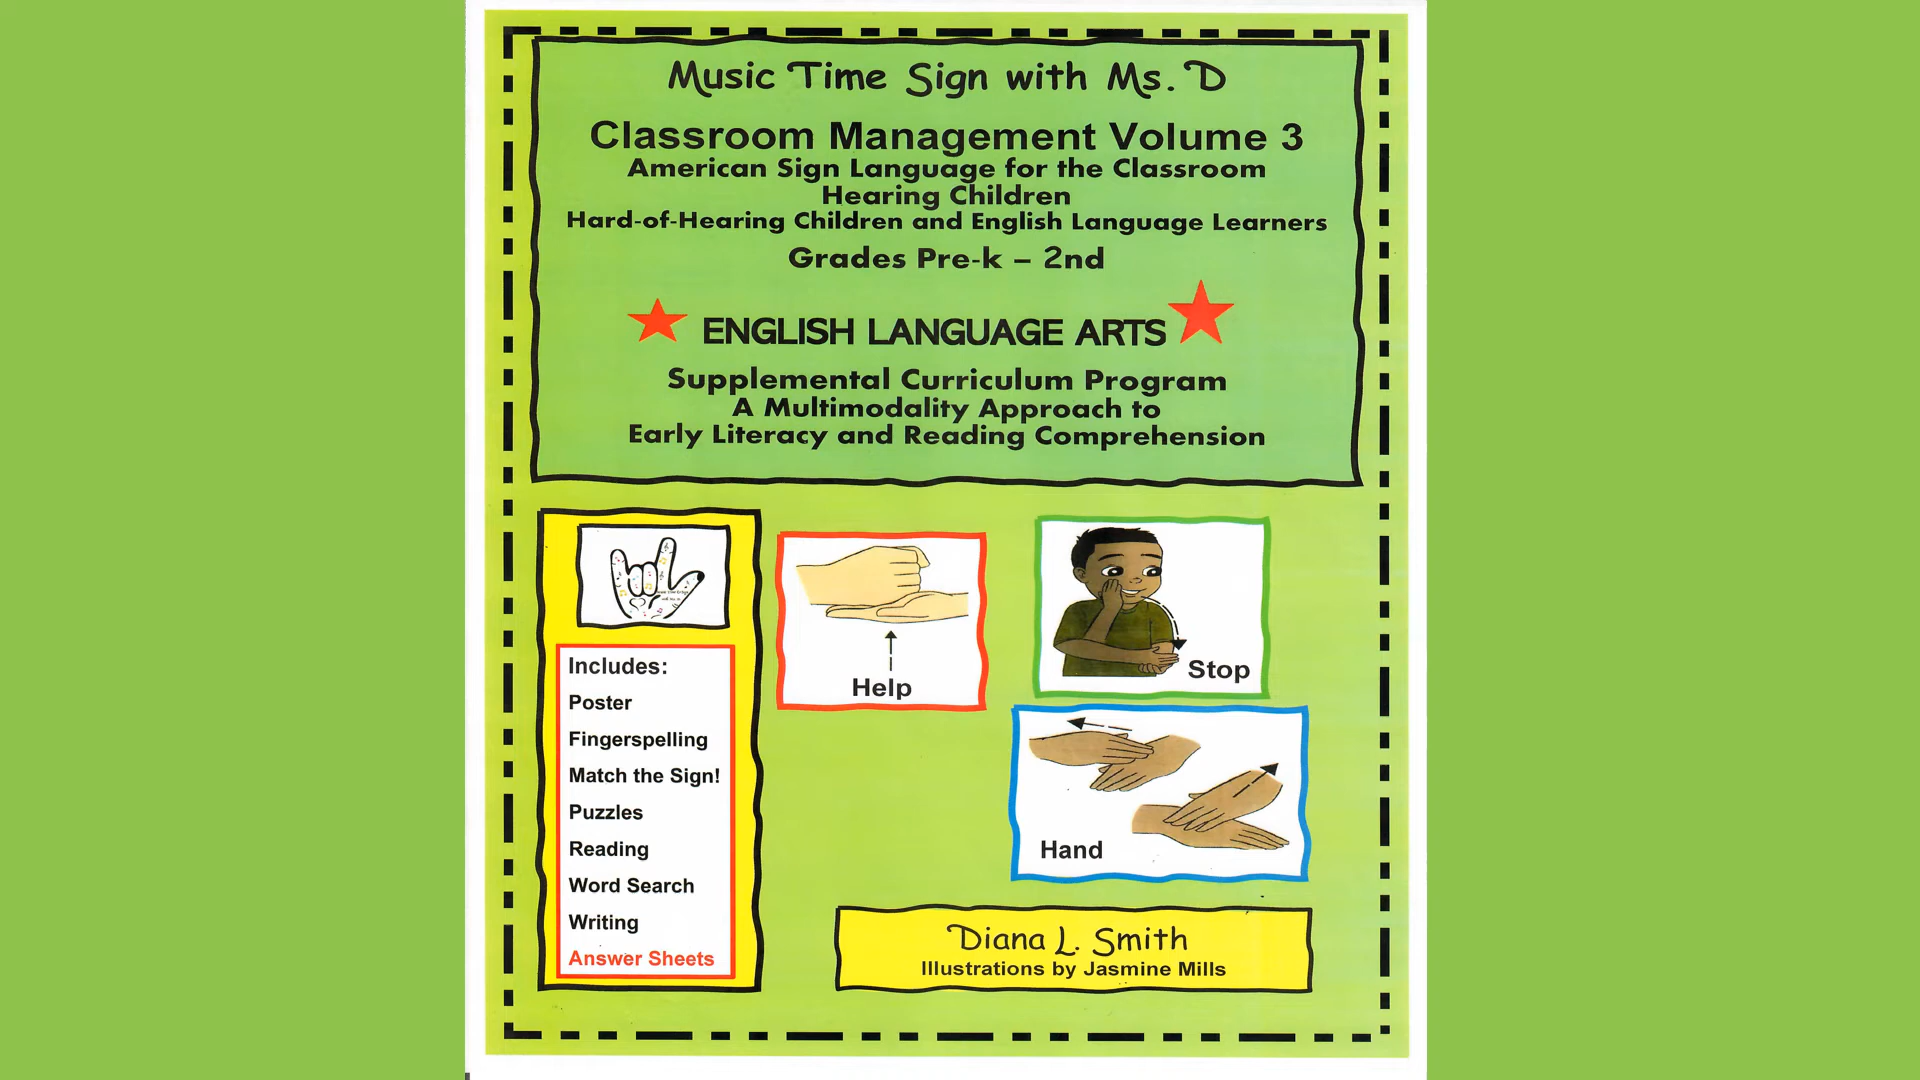 Music Time Sign with Ms. D
Classroom Management Volume 3
American Sign Language for the Classroom
Hearing Children
Hard-of-Hearing Children and English Language Learners
Grades Pre-k – 2nd
ENGLISH LANGUAGE ARTS
Supplemental Curriculum Program
A Multimodality Approach to
Early Literacy and Reading Comprehension
Includes:
Poster
Fingerspelling
Match the Sign!
Puzzles
Reading
Word Search
Writing
Answer Sheets
Help
Stop
Hand
Diana L. Smith
Illustrations by Jasmine Mills